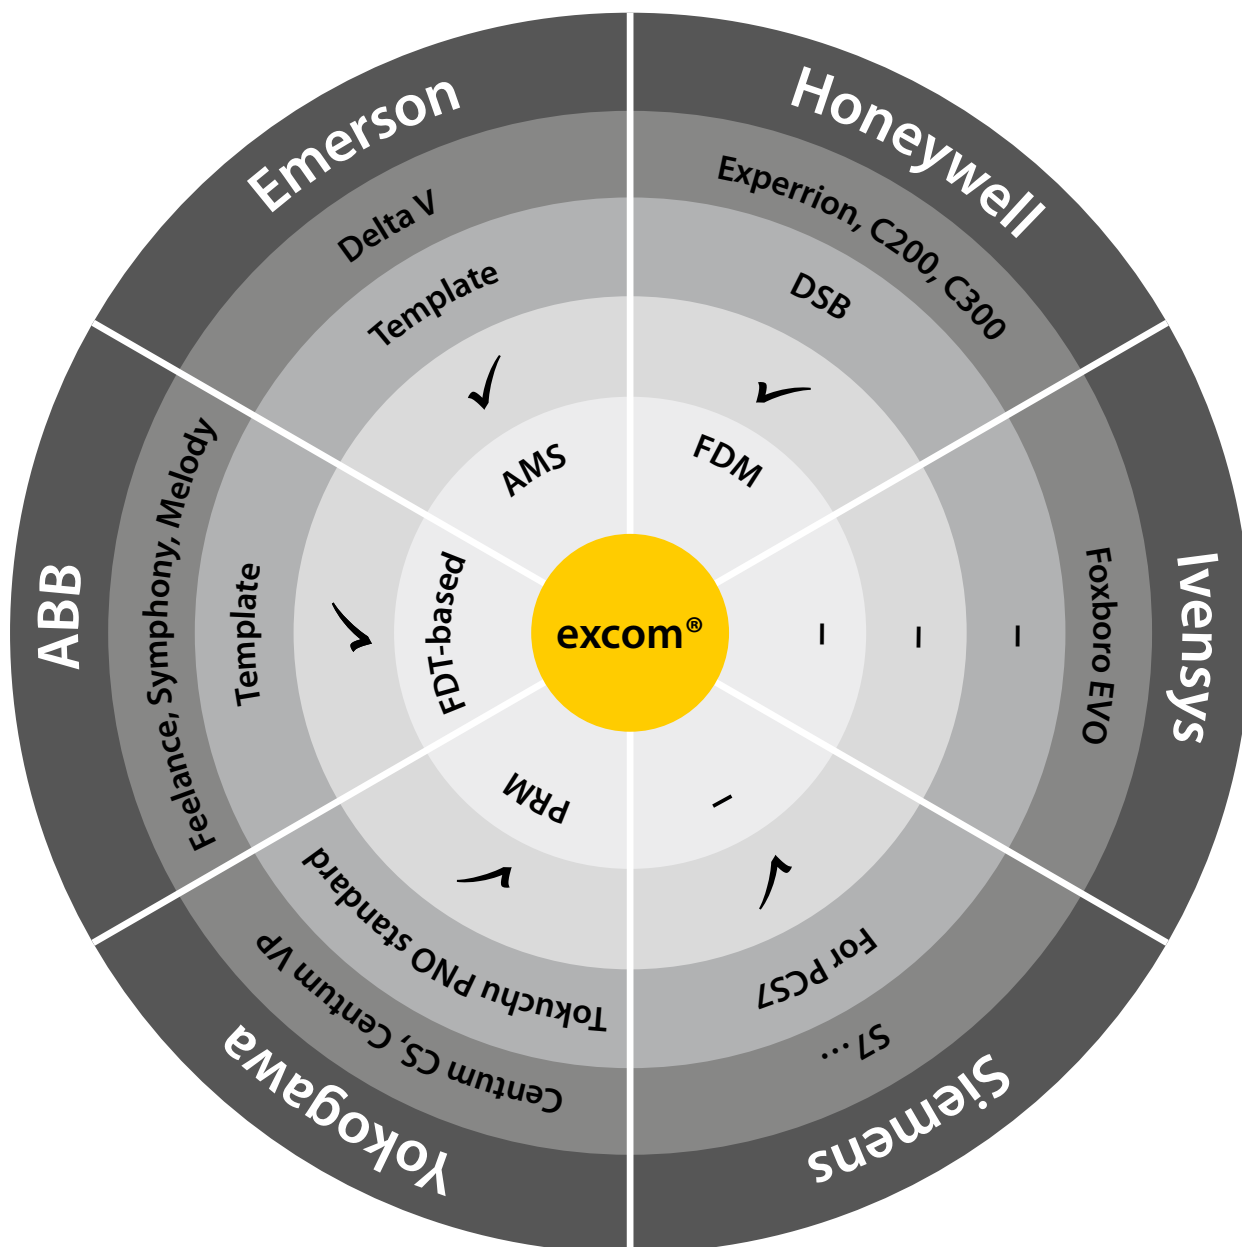 Emerson
Delta V
Template
✓
AMS
Honeywell
Experrion, C200, C300
DSB
✓
FDM
Ivensys
Foxboro EVO
–
–
–
Siemens
S7 ...
For PCS7
✓
–
Yokogawa
Centum CS, Centum VP
Tokuchu PNO standard
✓
PRM
ABB
Feelance, Symphony, Melody
Template
✓
FDT-based
excom®